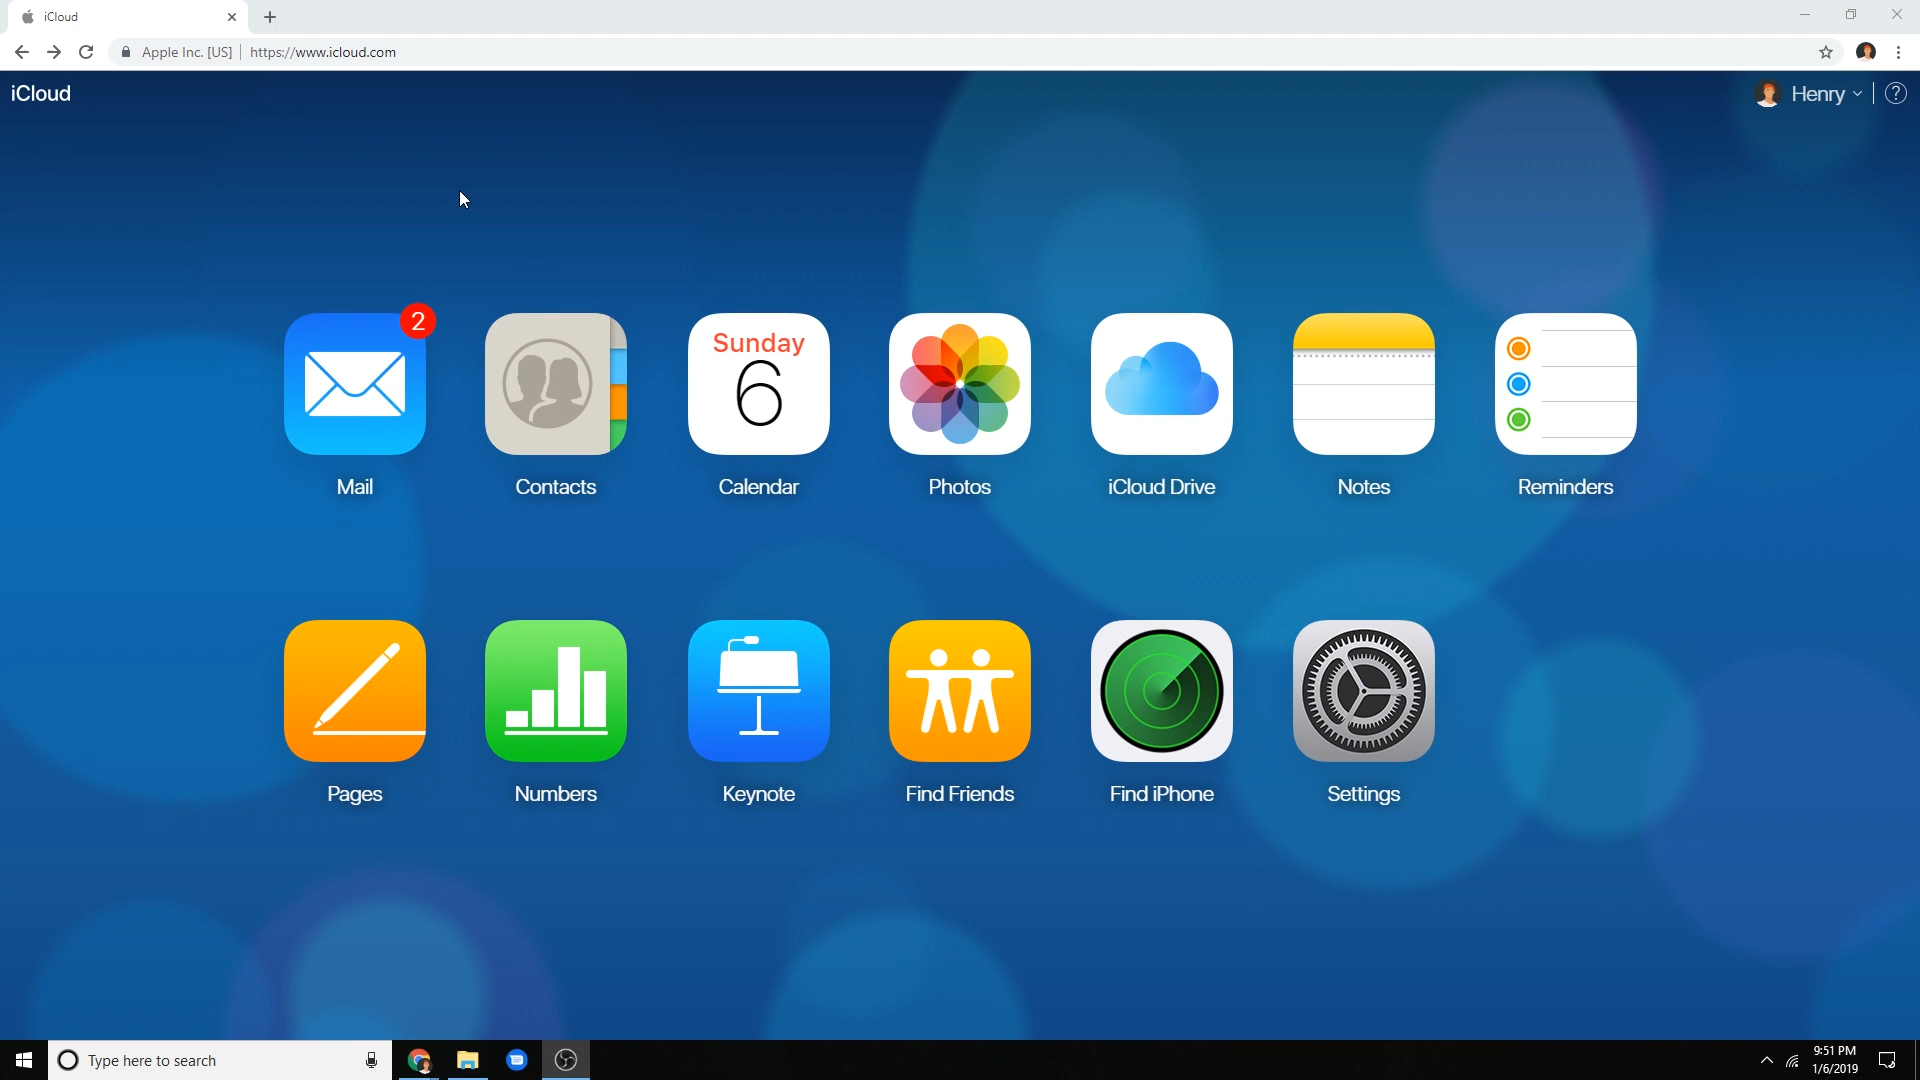 iCloud
Apple Inc. [US] https://www.icloud.com
iCloud
Henry
?
2
Sunday
6
Mail Contacts Calendar Photos iCloud Drive Notes Reminders
Pages Numbers Keynote Find Friends Find iPhone Settings
Type here to search
9:51 PM
1/6/2019